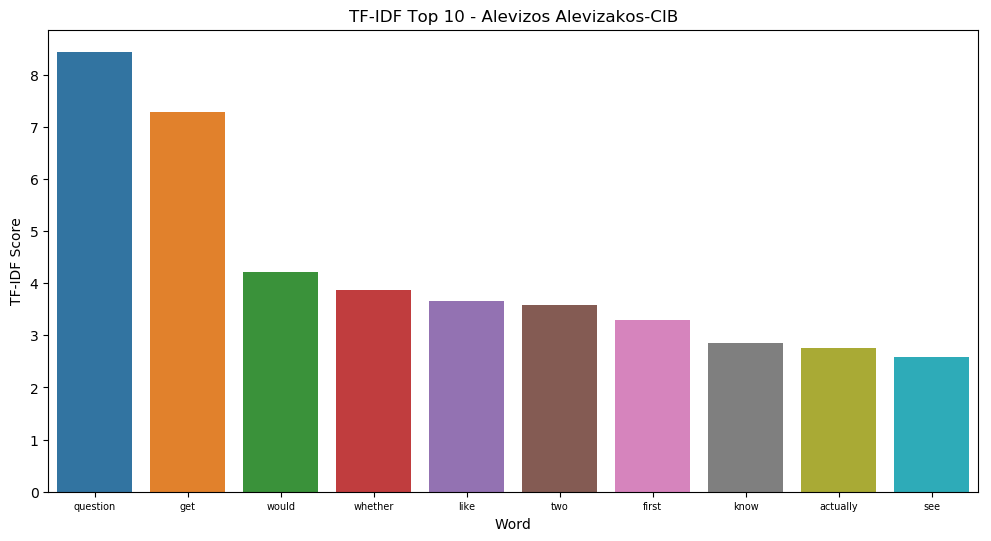 TF-IDF Top 10 - Alevizos Alevizakos-CIB
TF-IDF Score
8
7
6
5
4
3
2
1
0
question get would whether like two first know actually see
Word